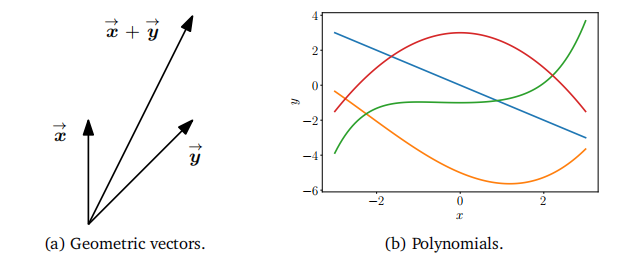 x⃗ + y⃗
x⃗
y⃗
(a) Geometric vectors.
4
2
0
−2
−4
−6
y
−2
0
2
x
(b) Polynomials.